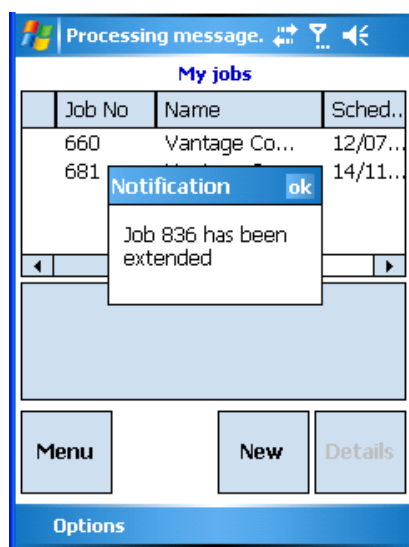 Processing message.
My jobs
Job No Name Sched..
660 Vantage Co... 12/07...
681 14/11...
Notification ok
Job 836 has been
extended
Menu New Details
Options